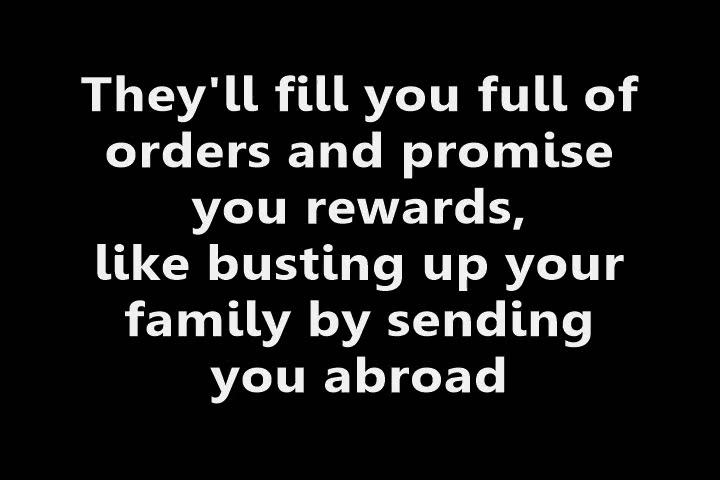 They'll fill you full of
orders and promise
you rewards,
like busting up your
family by sending
you abroad